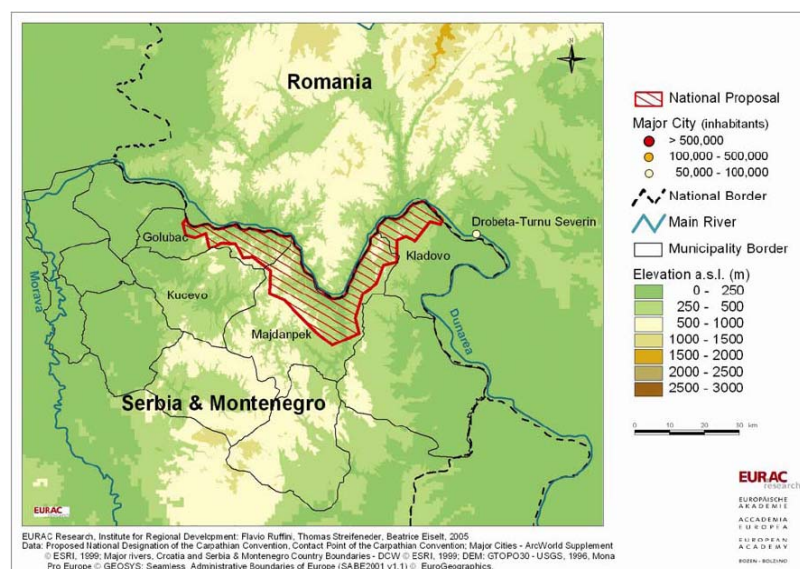 Romania
Drobeta-Turnu Severin
Golubac
Kladovo
Morava
Kucevo
Dunarea
Majdanpek
Serbia & Montenegro
EURAC
research
N
National Proposal
Major City (inhabitants)
> 500,000
100,000 - 500,000
50,000 - 100,000
National Border
Main River
Municipality Border
Elevation a.s.l. (m)
0 - 250
250 - 500
500 - 1000
1000 - 1500
1500 - 2000
2000 - 2500
2500 - 3000
0 10 20 30 km
EURAC
research
EUROPÄISCHE
AKADEMIE
ACCADEMIA
EUROPEA
EUROPEAN
ACADEMY
BOZEN - BOLZANO
EURAC Research, Institute for Regional Development: Flavio Ruffini, Thomas Streifeneder, Beatrice Eiselt, 2005
Data: Proposed National Designation of the Carpathian Convention, Contact Point of the Carpathian Convention; Major Cities - ArcWorld Supplement
© ESRI, 1999; Major rivers, Croatia and Serbia & Montenegro Country Boundaries - DCW © ESRI, 1999; DEM: GTOPO30 - USGS, 1996, Mona
Pro Europe © GEOSYS; Seamless Administrative Boundaries of Europe (SABE2001 v1.1) © EuroGeographics.